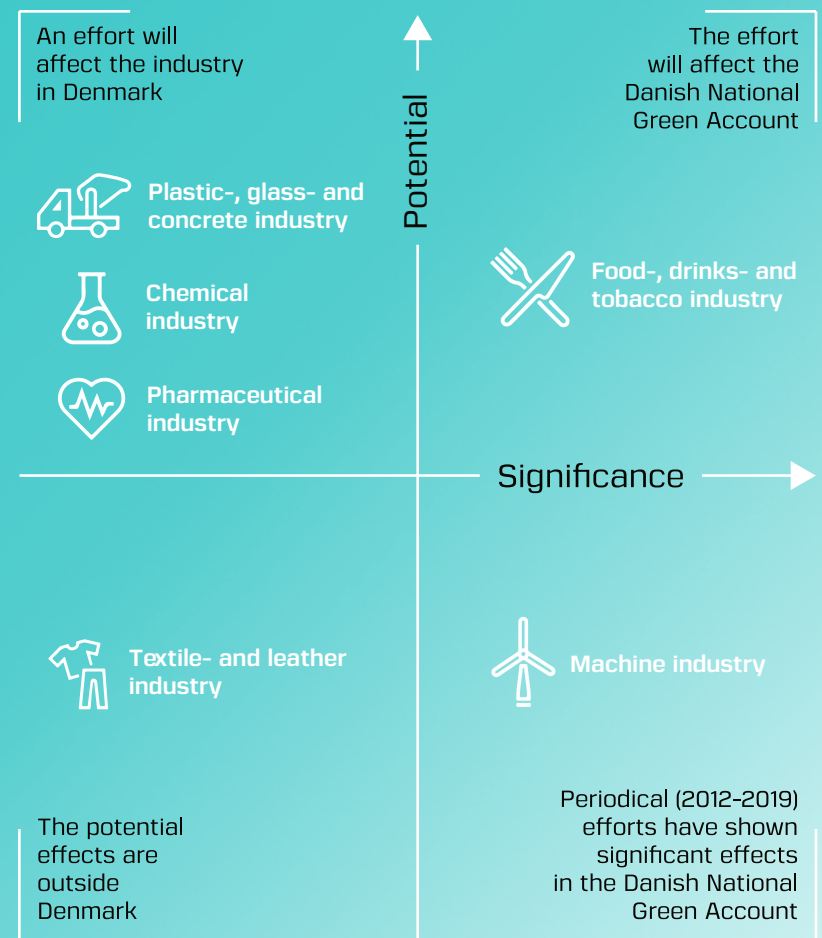 An effort will
affect the industry
in Denmark
The effort
will affect the
Danish National
Green Account
Potential
Plastic-, glass- and
concrete industry
Chemical
industry
Pharmaceutical
industry
Food-, drinks- and
tobacco industry
Significance
Textile- and leather
industry
Machine industry
The potential
effects are
outside
Denmark
Periodical (2012-2019)
efforts have shown
significant effects
in the Danish National
Green Account